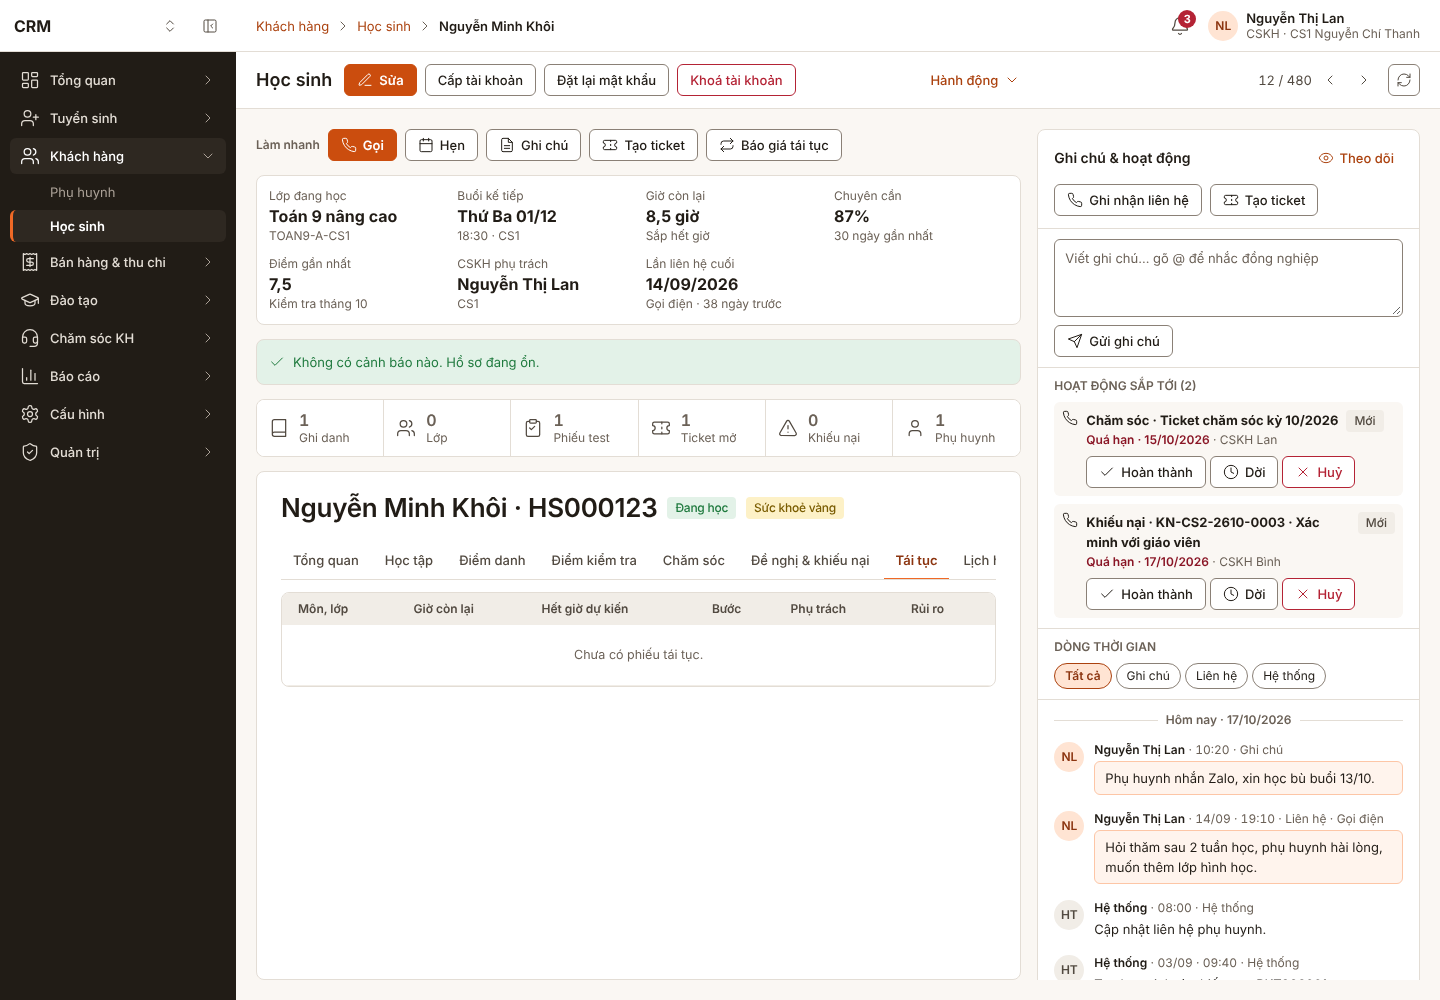 CRM
Khách hàng
Học sinh
Nguyễn Minh Khôi
3
NL
Nguyễn Thị Lan
CSKH · CS1 Nguyễn Chí Thanh
Tổng quan
Tuyển sinh
Khách hàng
Phụ huynh
Học sinh
Bán hàng & thu chi
Đào tạo
Chăm sóc KH
Báo cáo
Cấu hình
Quản trị
Học sinh
Sửa
Cấp tài khoản
Đặt lại mật khẩu
Khoá tài khoản
Hành động
12 / 480
Làm nhanh
Gọi
Hẹn
Ghi chú
Tạo ticket
Báo giá tái tục
Lớp đang học
Toán 9 nâng cao
TOAN9-A-CS1
Buổi kế tiếp
Thứ Ba 01/12
18:30 · CS1
Giờ còn lại
8,5 giờ
Sắp hết giờ
Chuyên cần
87%
30 ngày gần nhất
Điểm gần nhất
7,5
Kiểm tra tháng 10
CSKH phụ trách
Nguyễn Thị Lan
CS1
Lần liên hệ cuối
14/09/2026
Gọi điện · 38 ngày trước
Không có cảnh báo nào. Hồ sơ đang ổn.
1
Ghi danh
0
Lớp
1
Phiếu test
1
Ticket mở
0
Khiếu nại
1
Phụ huynh
Nguyễn Minh Khôi · HS000123
Đang học
Sức khoẻ vàng
Tổng quan
Học tập
Điểm danh
Điểm kiểm tra
Chăm sóc
Đề nghị & khiếu nại
Tái tục
Lịch
Môn, lớp
Giờ còn lại
Hết giờ dự kiến
Bước
Phụ trách
Rủi ro
Chưa có phiếu tái tục.
Ghi chú & hoạt động
Theo dõi
Ghi nhận liên hệ
Tạo ticket
Viết ghi chú... gõ @ để nhắc đồng nghiệp
Gửi ghi chú
HOẠT ĐỘNG SẮP TỚI (2)
Chăm sóc · Ticket chăm sóc kỳ 10/2026
Mới
Quá hạn · 15/10/2026 · CSKH Lan
Hoàn thành
Dời
Huỷ
Khiếu nại · KN-CS2-2610-0003 · Xác
minh với giáo viên
Mới
Quá hạn · 17/10/2026 · CSKH Bình
Hoàn thành
Dời
Huỷ
DÒNG THỜI GIAN
Tất cả
Ghi chú
Liên hệ
Hệ thống
Hôm nay · 17/10/2026
NL
Nguyễn Thị Lan · 10:20 · Ghi chú
Phụ huynh nhắn Zalo, xin học bù buổi 13/10.
NL
Nguyễn Thị Lan · 14/09 · 19:10 · Liên hệ · Gọi điện
Hỏi thăm sau 2 tuần học, phụ huynh hài lòng,
muốn thêm lớp hình học.
HT
Hệ thống · 08:00 · Hệ thống
Cập nhật liên hệ phụ huynh.
HT
Hệ thống · 03/09 · 09:40 · Hệ thống